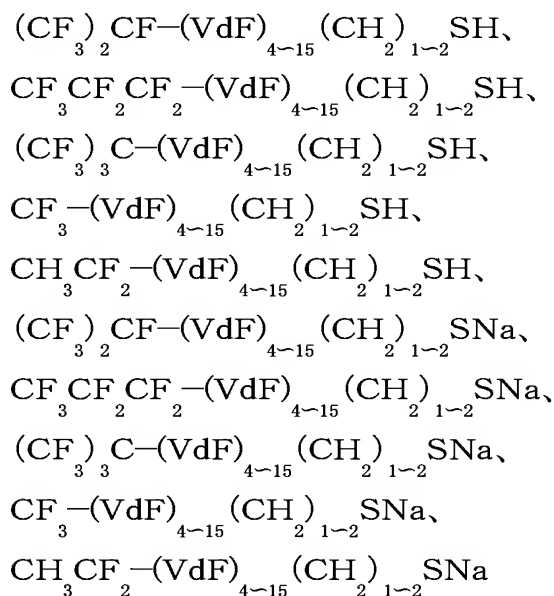 (CF₃)₂CF—(VdF)₄～₁₅(CH₂)₁～₂SH、
CF₃CF₂CF₂—(VdF)₄～₁₅(CH₂)₁～₂SH、
(CF₃)₃C—(VdF)₄～₁₅(CH₂)₁～₂SH、
CF₃—(VdF)₄～₁₅(CH₂)₁～₂SH、
CH₃CF₂—(VdF)₄～₁₅(CH₂)₁～₂SH、
(CF₃)₂CF—(VdF)₄～₁₅(CH₂)₁～₂SNa、
CF₃CF₂CF₂—(VdF)₄～₁₅(CH₂)₁～₂SNa、
(CF₃)₃C—(VdF)₄～₁₅(CH₂)₁～₂SNa、
CF₃—(VdF)₄～₁₅(CH₂)₁～₂SNa、
CH₃CF₂—(VdF)₄～₁₅(CH₂)₁～₂SNa